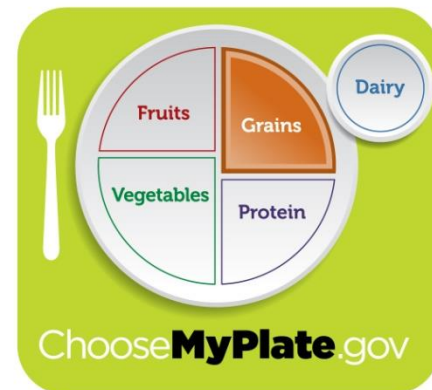 Dairy
Fruits
Grains
Vegetables
Protein
ChooseMyPlate.gov